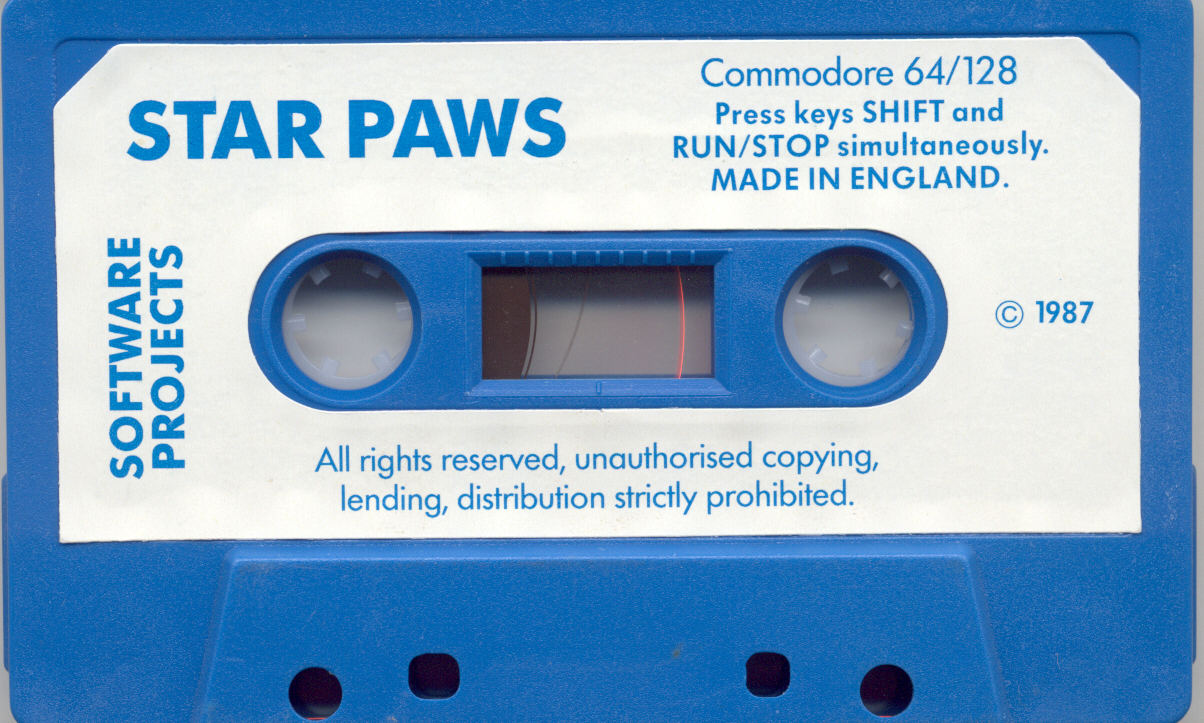 STAR PAWS
Commodore 64/128
Press keys SHIFT and
RUN/STOP simultaneously.
MADE IN ENGLAND.
SOFTWARE
PROJECTS
© 1987
All rights reserved, unauthorised copying,
lending, distribution strictly prohibited.